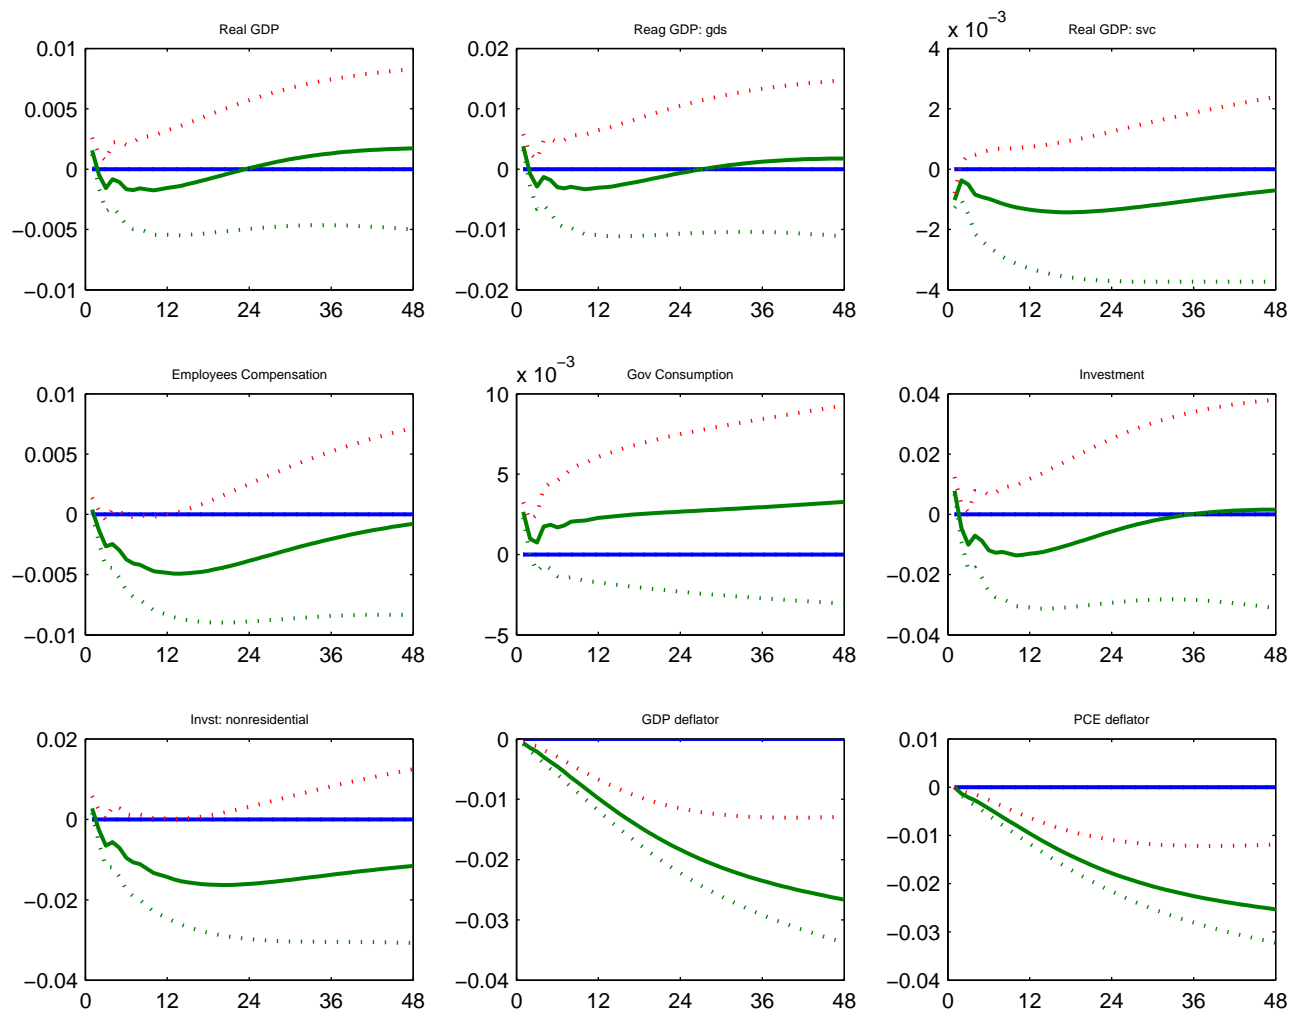 Real GDP
0.01
0.005
0
−0.005
−0.01
0 12 24 36 48
Reag GDP: gds
0.02
0.01
0
−0.01
−0.02
0 12 24 36 48
x 10−3
Real GDP: svc
4
2
0
−2
−4
0 12 24 36 48
Employees Compensation
0.01
0.005
0
−0.005
−0.01
0 12 24 36 48
x 10−3
Gov Consumption
10
5
0
−5
0 12 24 36 48
Investment
0.04
0.02
0
−0.02
−0.04
0 12 24 36 48
Invst: nonresidential
0.02
0
−0.02
−0.04
0 12 24 36 48
GDP deflator
0
−0.01
−0.02
−0.03
−0.04
0 12 24 36 48
PCE deflator
0.01
0
−0.01
−0.02
−0.03
−0.04
0 12 24 36 48